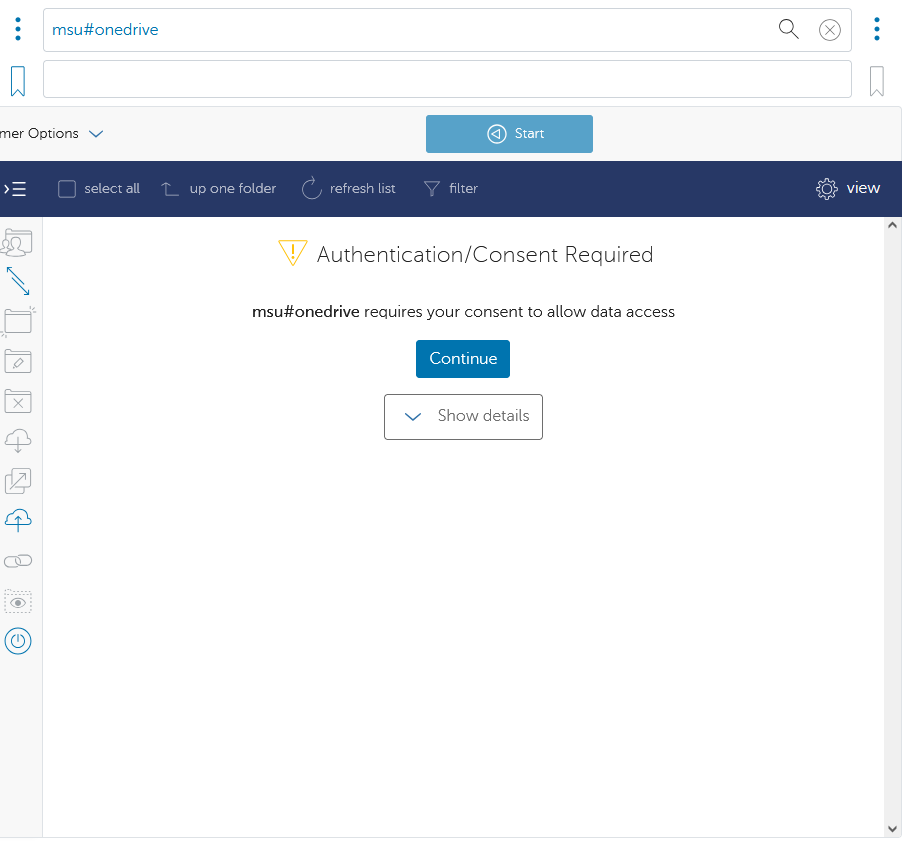 msu#onedrive
mer Options
Start
select all
up one folder
refresh list
filter
view
Authentication/Consent Required
msu#onedrive requires your consent to allow data access
Continue
Show details